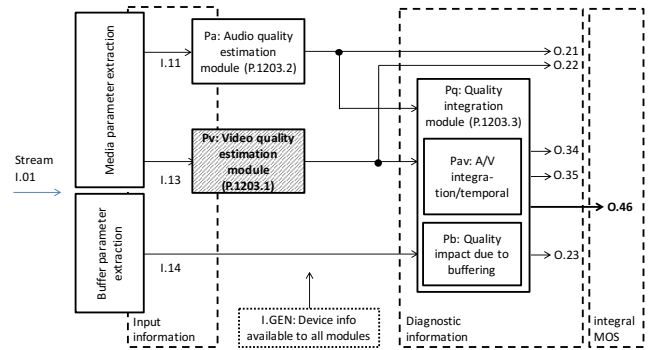 Media parameter extraction
I.11
Pa: Audio quality
estimation
module
(P.1203.2)
O.21
O.22
Pq: Quality
integration
module (P.1203.3)
Pv: Video quality
estimation
module
(P.1203.1)
Pav: A/V
integra-
tion/temporal
O.34
O.35
Stream
I.01
I.13
O.46
Buffer parameter
extraction
I.14
Pb: Quality
impact due to
buffering
O.23
Input
information
I.GEN: Device info
available to all modules
Diagnostic
information
integral
MOS